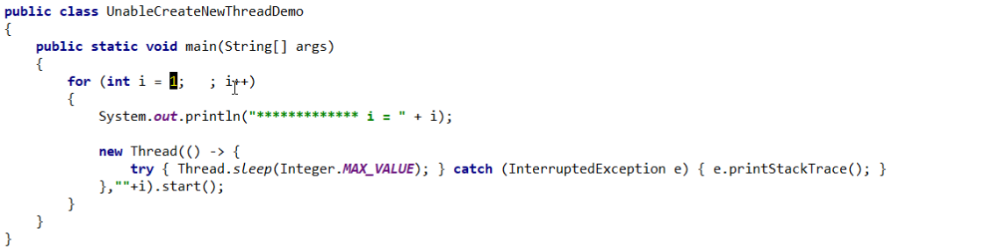 public class UnableCreateNewThreadDemo
{
    public static void main(String[] args)
    {
        for (int i = 1;   ; i++)
        {
            System.out.println("************* i = " + i);

            new Thread(() -> {
                try { Thread.sleep(Integer.MAX_VALUE); } catch (InterruptedException e) { e.printStackTrace(); }
            },""+i).start();
        }
    }
}